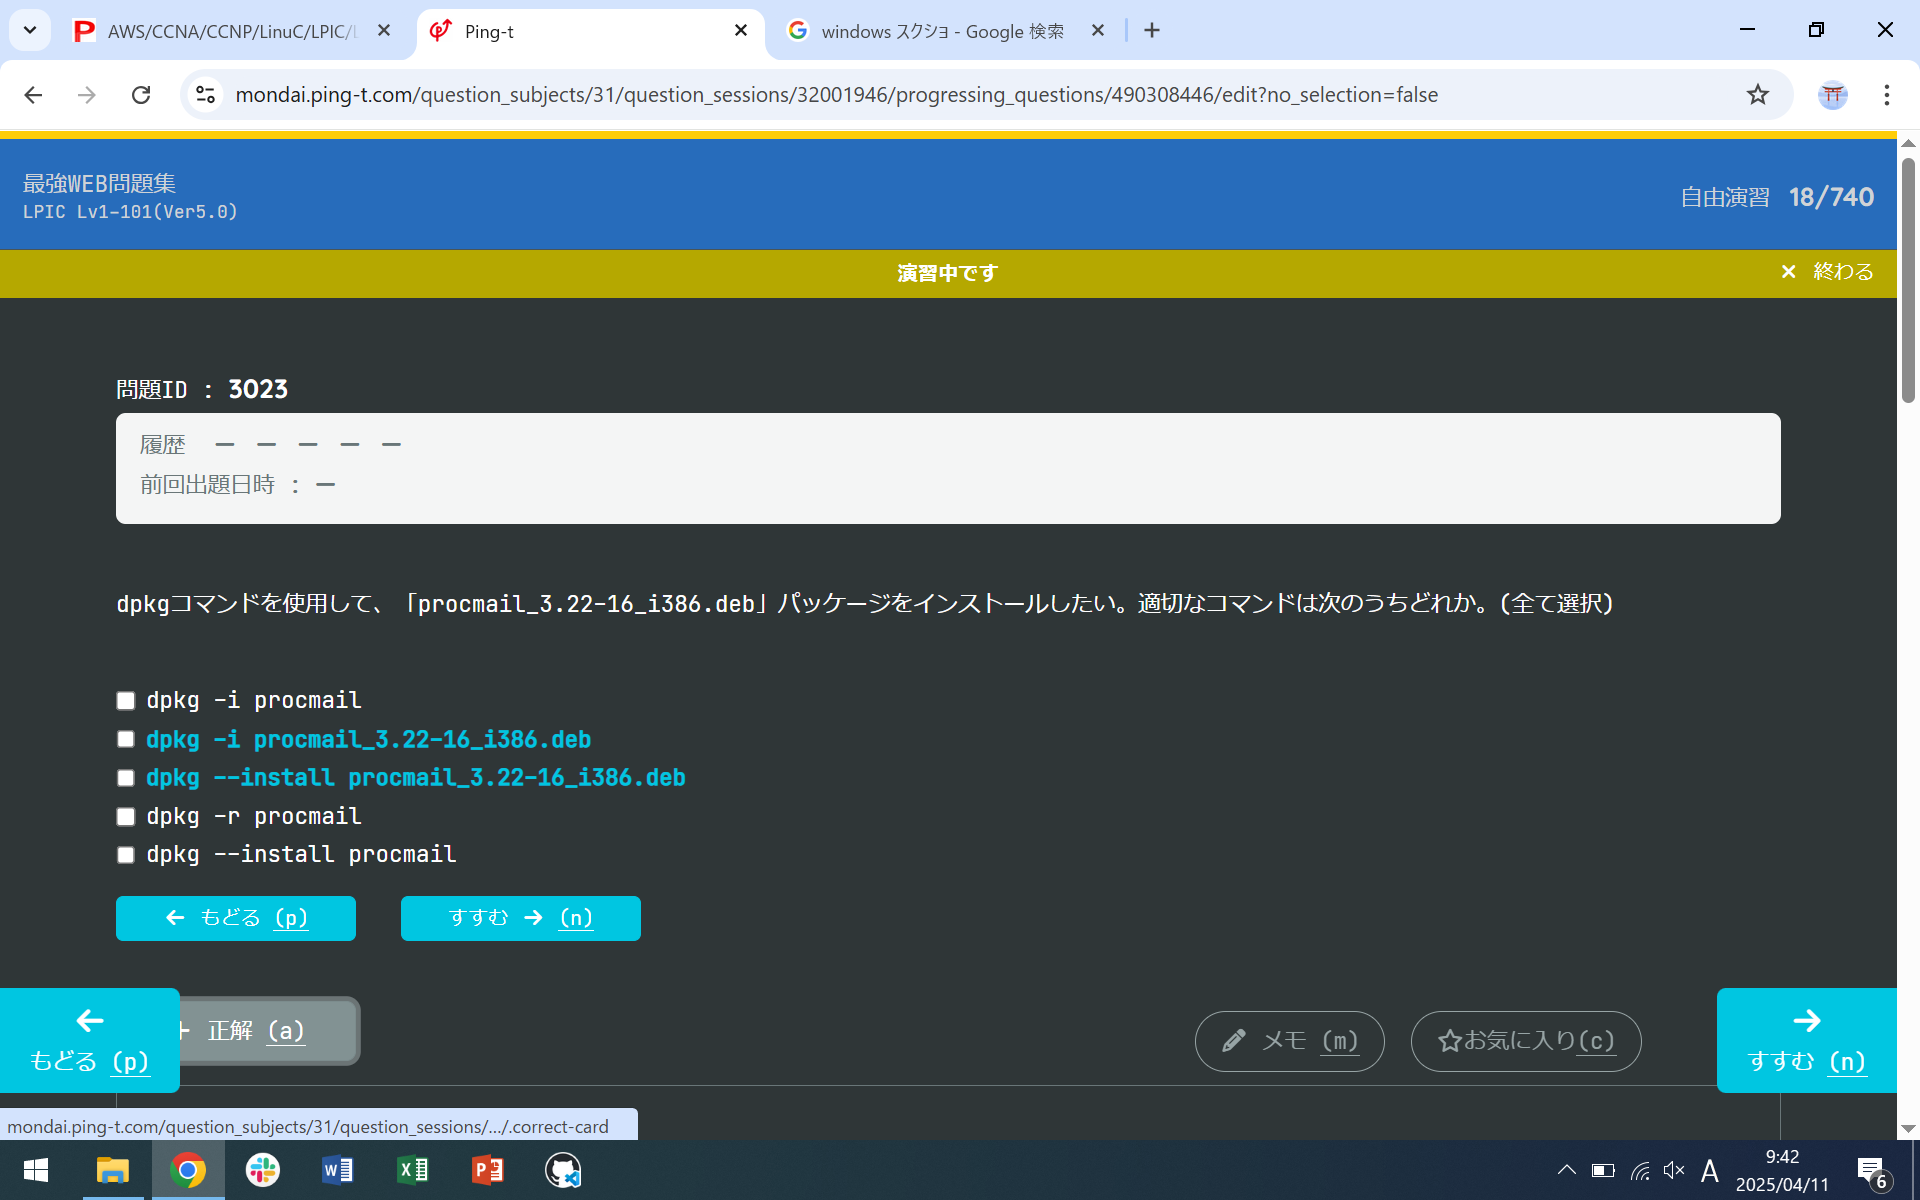 AWS/CCNA/CCNP/LinuC/LPIC/
Ping-t
windows スクショ - Google 検索
mondai.ping-t.com/question_subjects/31/question_sessions/32001946/progressing_questions/490308446/edit?no_selection=false
最強WEB問題集
LPIC Lv1-101(Ver5.0)
自由演習 18/740
演習中です
× 終わる
問題ID : 3023
履歴 ー ー ー ー ー
前回出題日時 : ー
dpkgコマンドを使用して、「procmail_3.22-16_i386.deb」パッケージをインストールしたい。適切なコマンドは次のうちどれか。(全て選択)
dpkg -i procmail
dpkg -i procmail_3.22-16_i386.deb
dpkg --install procmail_3.22-16_i386.deb
dpkg -r procmail
dpkg --install procmail
← もどる (p)
すすむ → (n)
← もどる (p)
正解 (a)
メモ (m)
☆お気に入り(c)
→ すすむ (n)
mondai.ping-t.com/question_subjects/31/question_sessions/.../.correct-card
A
9:42
2025/04/11
6